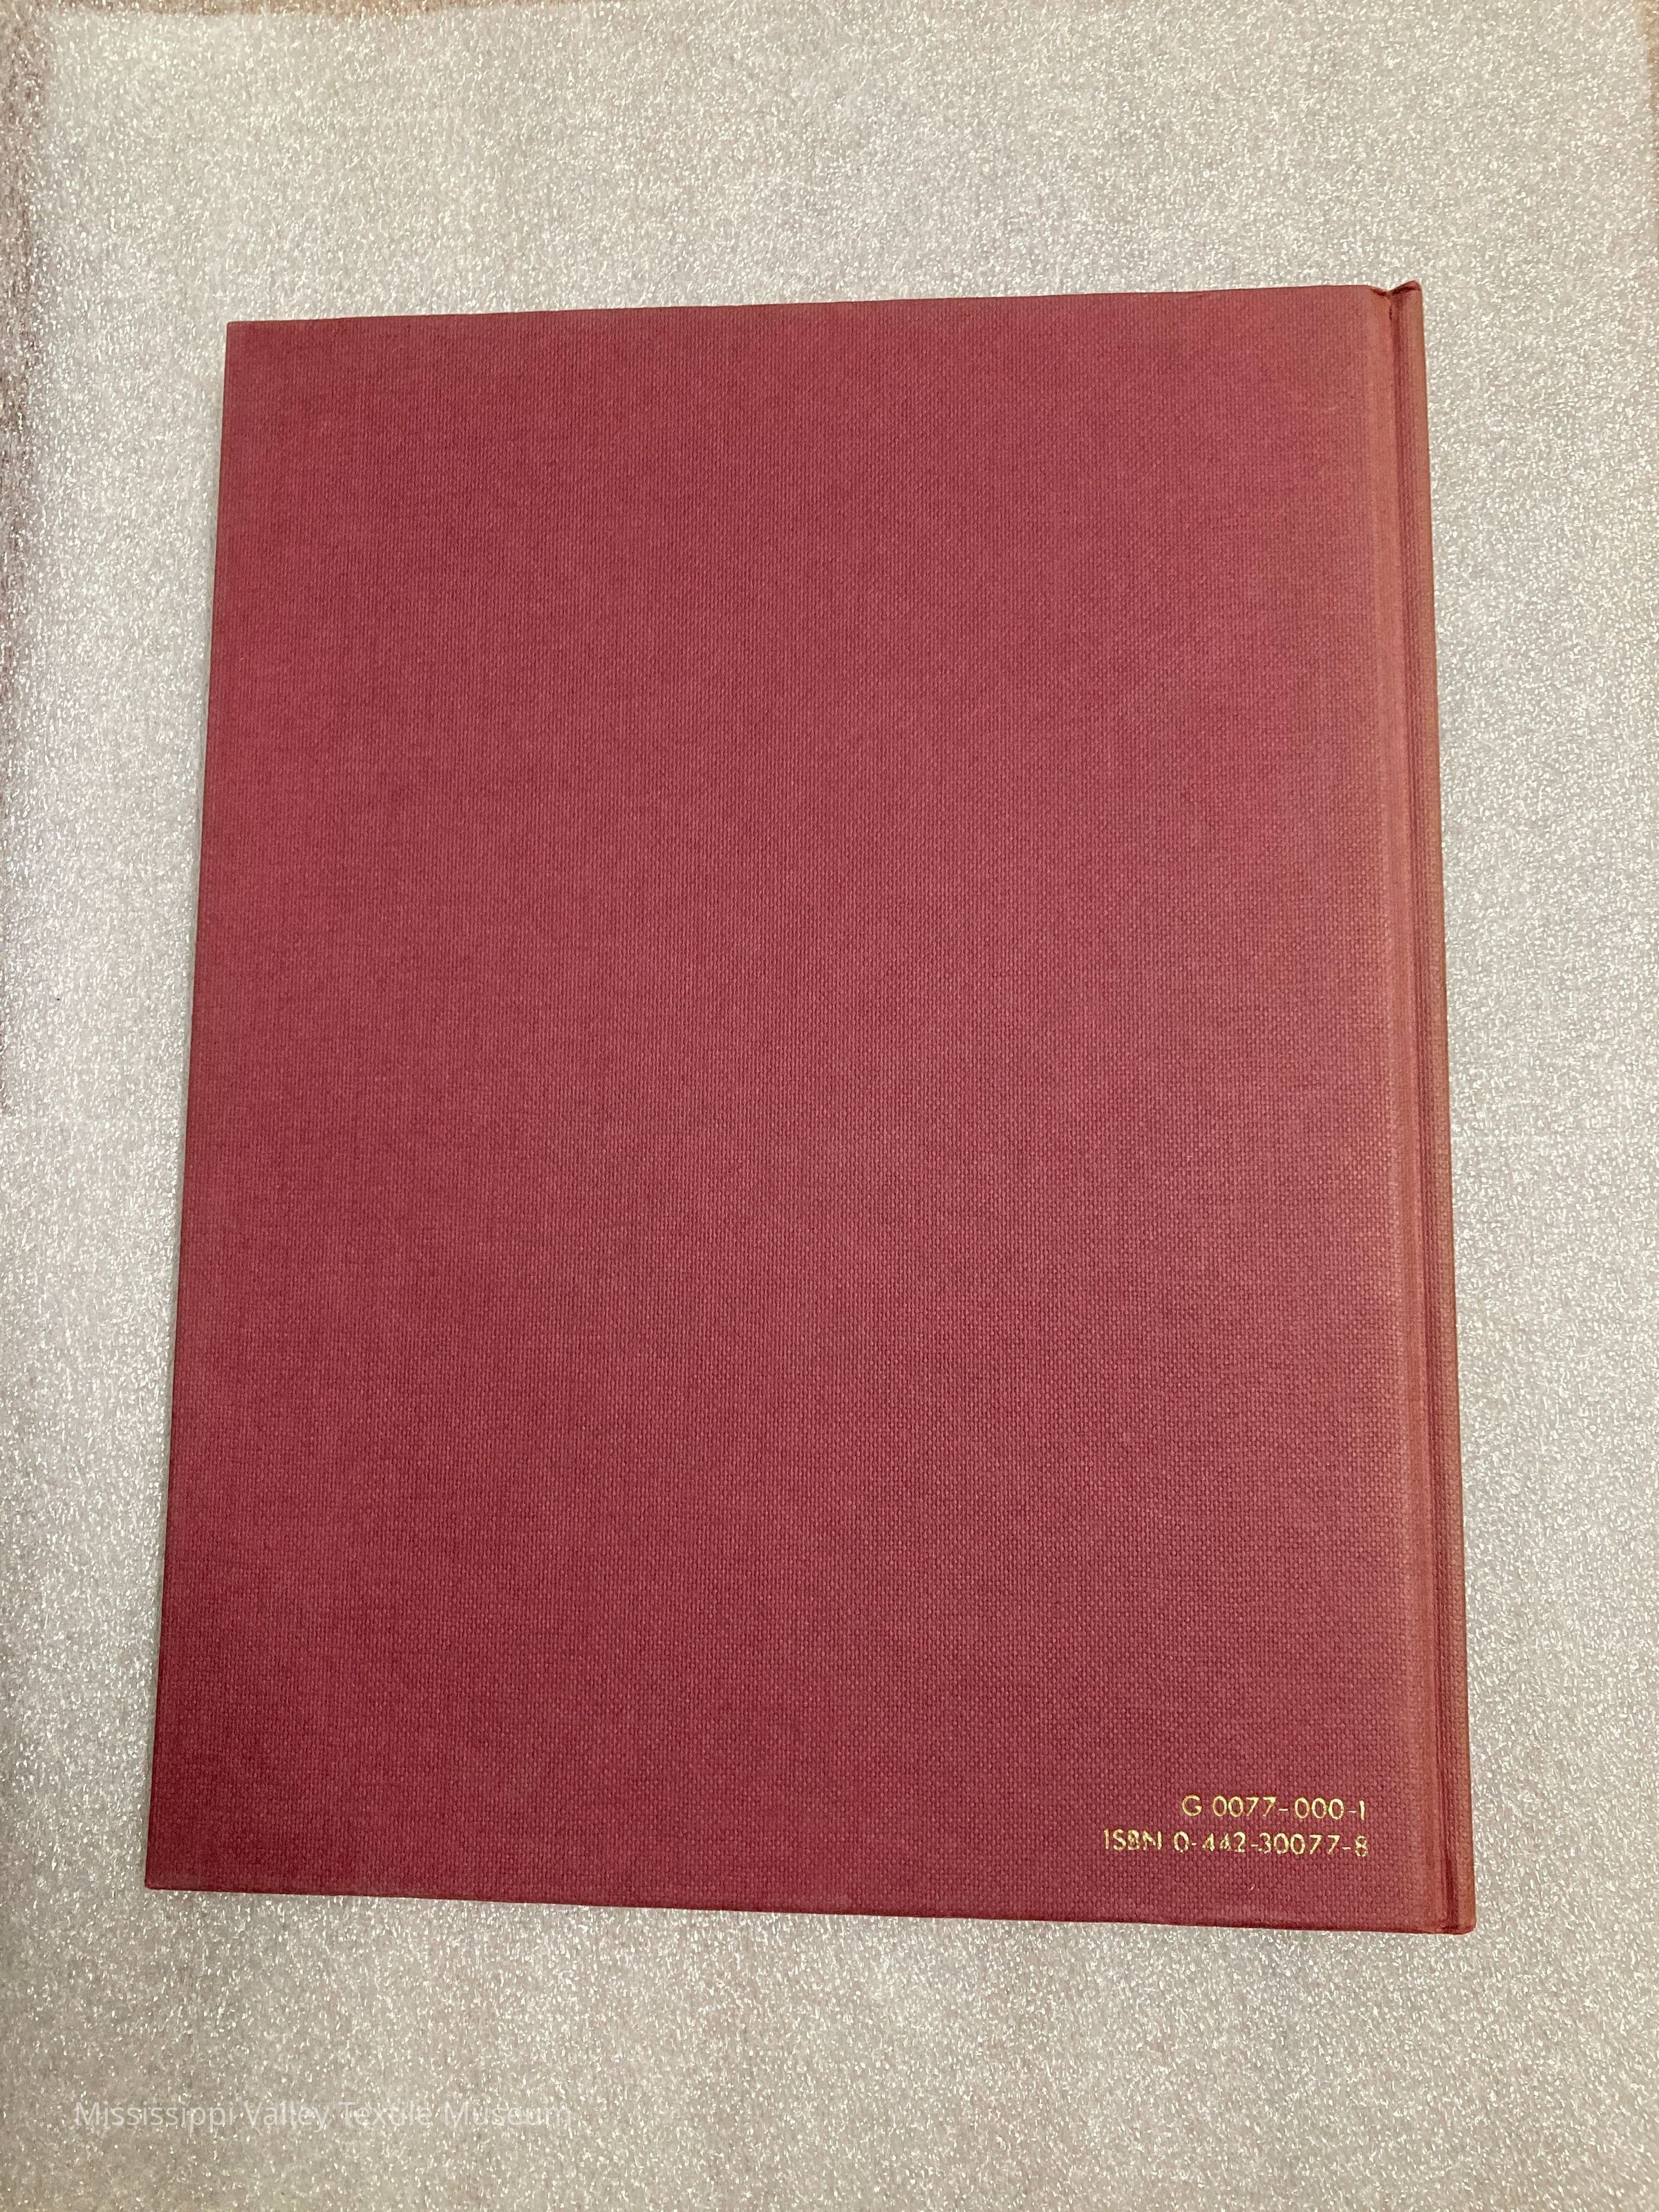 G 0077-000-1
ISBN 0-442-30077-8
Mississippi Valley Textile Museum